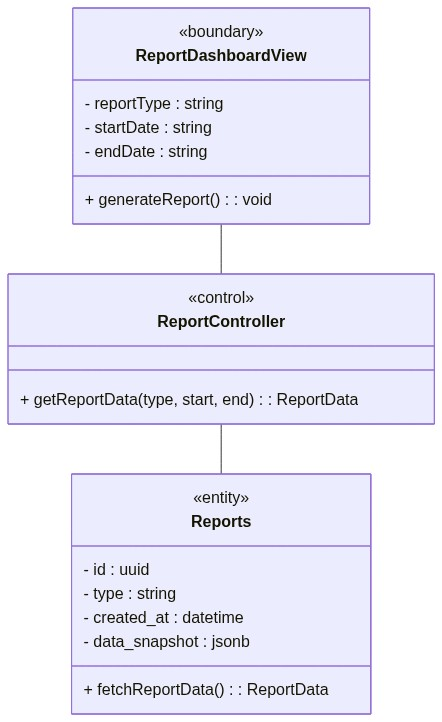 «boundary»
ReportDashboardView
- reportType : string
- startDate : string
- endDate : string
+ generateReport() : : void
«control»
ReportController
+ getReportData(type, start, end) : : ReportData
«entity»
Reports
- id : uuid
- type : string
- created_at : datetime
- data_snapshot : jsonb
+ fetchReportData() : : ReportData